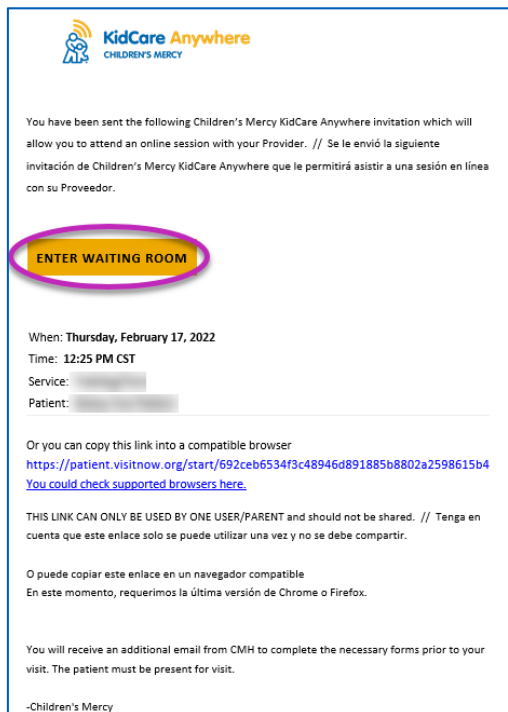 KidCare Anywhere
CHILDREN'S MERCY
You have been sent the following Children's Mercy KidCare Anywhere invitation which will
allow you to attend an online session with your Provider. // Se le envió la siguiente
invitación de Children's Mercy KidCare Anywhere que le permitirá asistir a una sesión en línea
con su Proveedor.
ENTER WAITING ROOM
When: Thursday, February 17, 2022
Time: 12:25 PM CST
Service:
Patient:
Or you can copy this link into a compatible browser
https://patient.visitnow.org/start/692ceb6534f3c48946d891885b8802a2598615b4
You could check supported browsers here.
THIS LINK CAN ONLY BE USED BY ONE USER/PARENT and should not be shared. // Tenga en
cuenta que este enlace solo se puede utilizar una vez y no se debe compartir.
O puede copiar este enlace en un navegador compatible
En este momento, requerimos la última versión de Chrome o Firefox.
You will receive an additional email from CMH to complete the necessary forms prior to your
visit. The patient must be present for visit.
-Children's Mercy